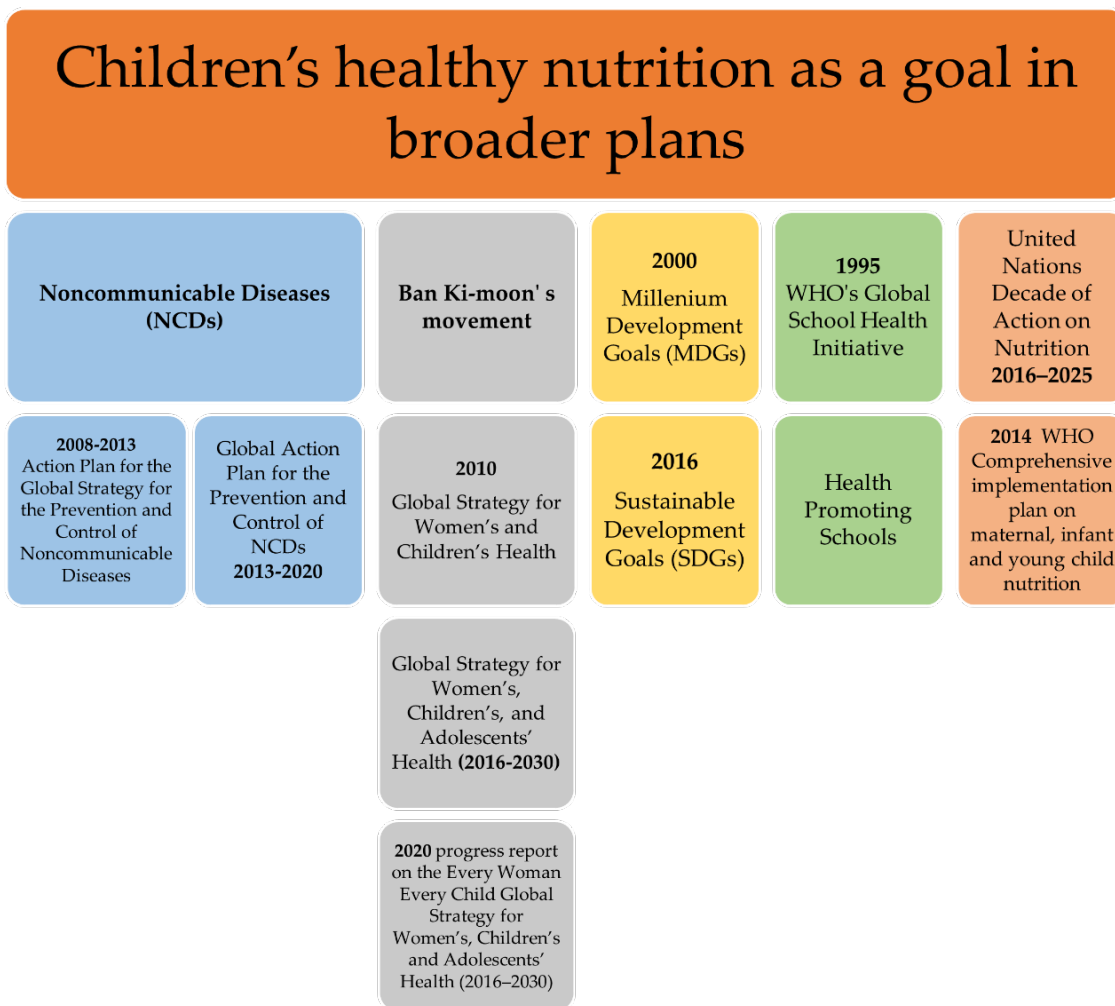 Children’s healthy nutrition as a goal in
broader plans
Noncommunicable Diseases
(NCDs)
Ban Ki-moon' s
movement
2000
Millenium
Development
Goals (MDGs)
1995
WHO's Global
School Health
Initiative
United
Nations
Decade of
Action on
Nutrition
2016–2025
2008-2013
Action Plan for the
Global Strategy for
the Prevention and
Control of
Noncommunicable
Diseases
Global Action
Plan for the
Prevention and
Control of
NCDs
2013-2020
2010
Global Strategy for
Women’s and
Children’s Health
2016
Sustainable
Development
Goals (SDGs)
Health
Promoting
Schools
2014 WHO
Comprehensive
implementation
plan on
maternal, infant
and young child
nutrition
Global Strategy for
Women’s,
Children’s, and
Adolescents’
Health (2016-2030)
2020 progress report
on the Every Woman
Every Child Global
Strategy for
Women’s, Children’s
and Adolescents’
Health (2016–2030)